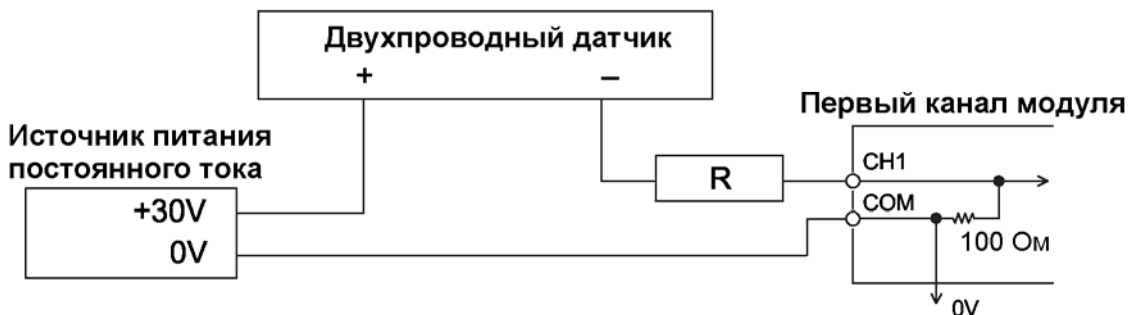 Двухпроводный датчик
+ –
Первый канал модуля
Источник питания
постоянного тока
+30V
0V
R
CH1
COM
100 Ом
0V